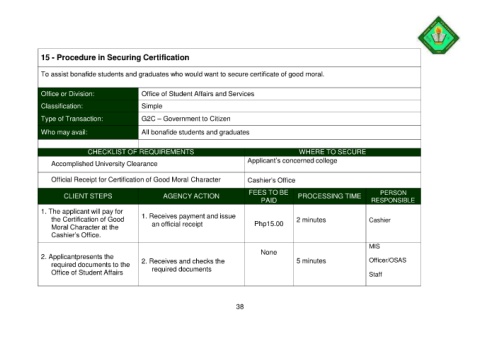 15 - Procedure in Securing Certification
To assist bonafide students and graduates who would want to secure certificate of good moral.
Office or Division: Office of Student Affairs and Services
Classification: Simple
Type of Transaction: G2C – Government to Citizen
Who may avail: All bonafide students and graduates
CHECKLIST OF REQUIREMENTS WHERE TO SECURE
Accomplished University Clearance Applicant's concerned college
Official Receipt for Certification of Good Moral Character Cashier's Office
CLIENT STEPS AGENCY ACTION FEES TO BE PAID PROCESSING TIME PERSON RESPONSIBLE
1. The applicant will pay for
the Certification of Good
Moral Character at the
Cashier's Office.
1. Receives payment and issue
an official receipt
Php15.00
2 minutes
Cashier
2. Applicantpresents the
required documents to the
Office of Student Affairs
2. Receives and checks the
required documents
None
5 minutes
MIS
Officer/OSAS
Staff
38